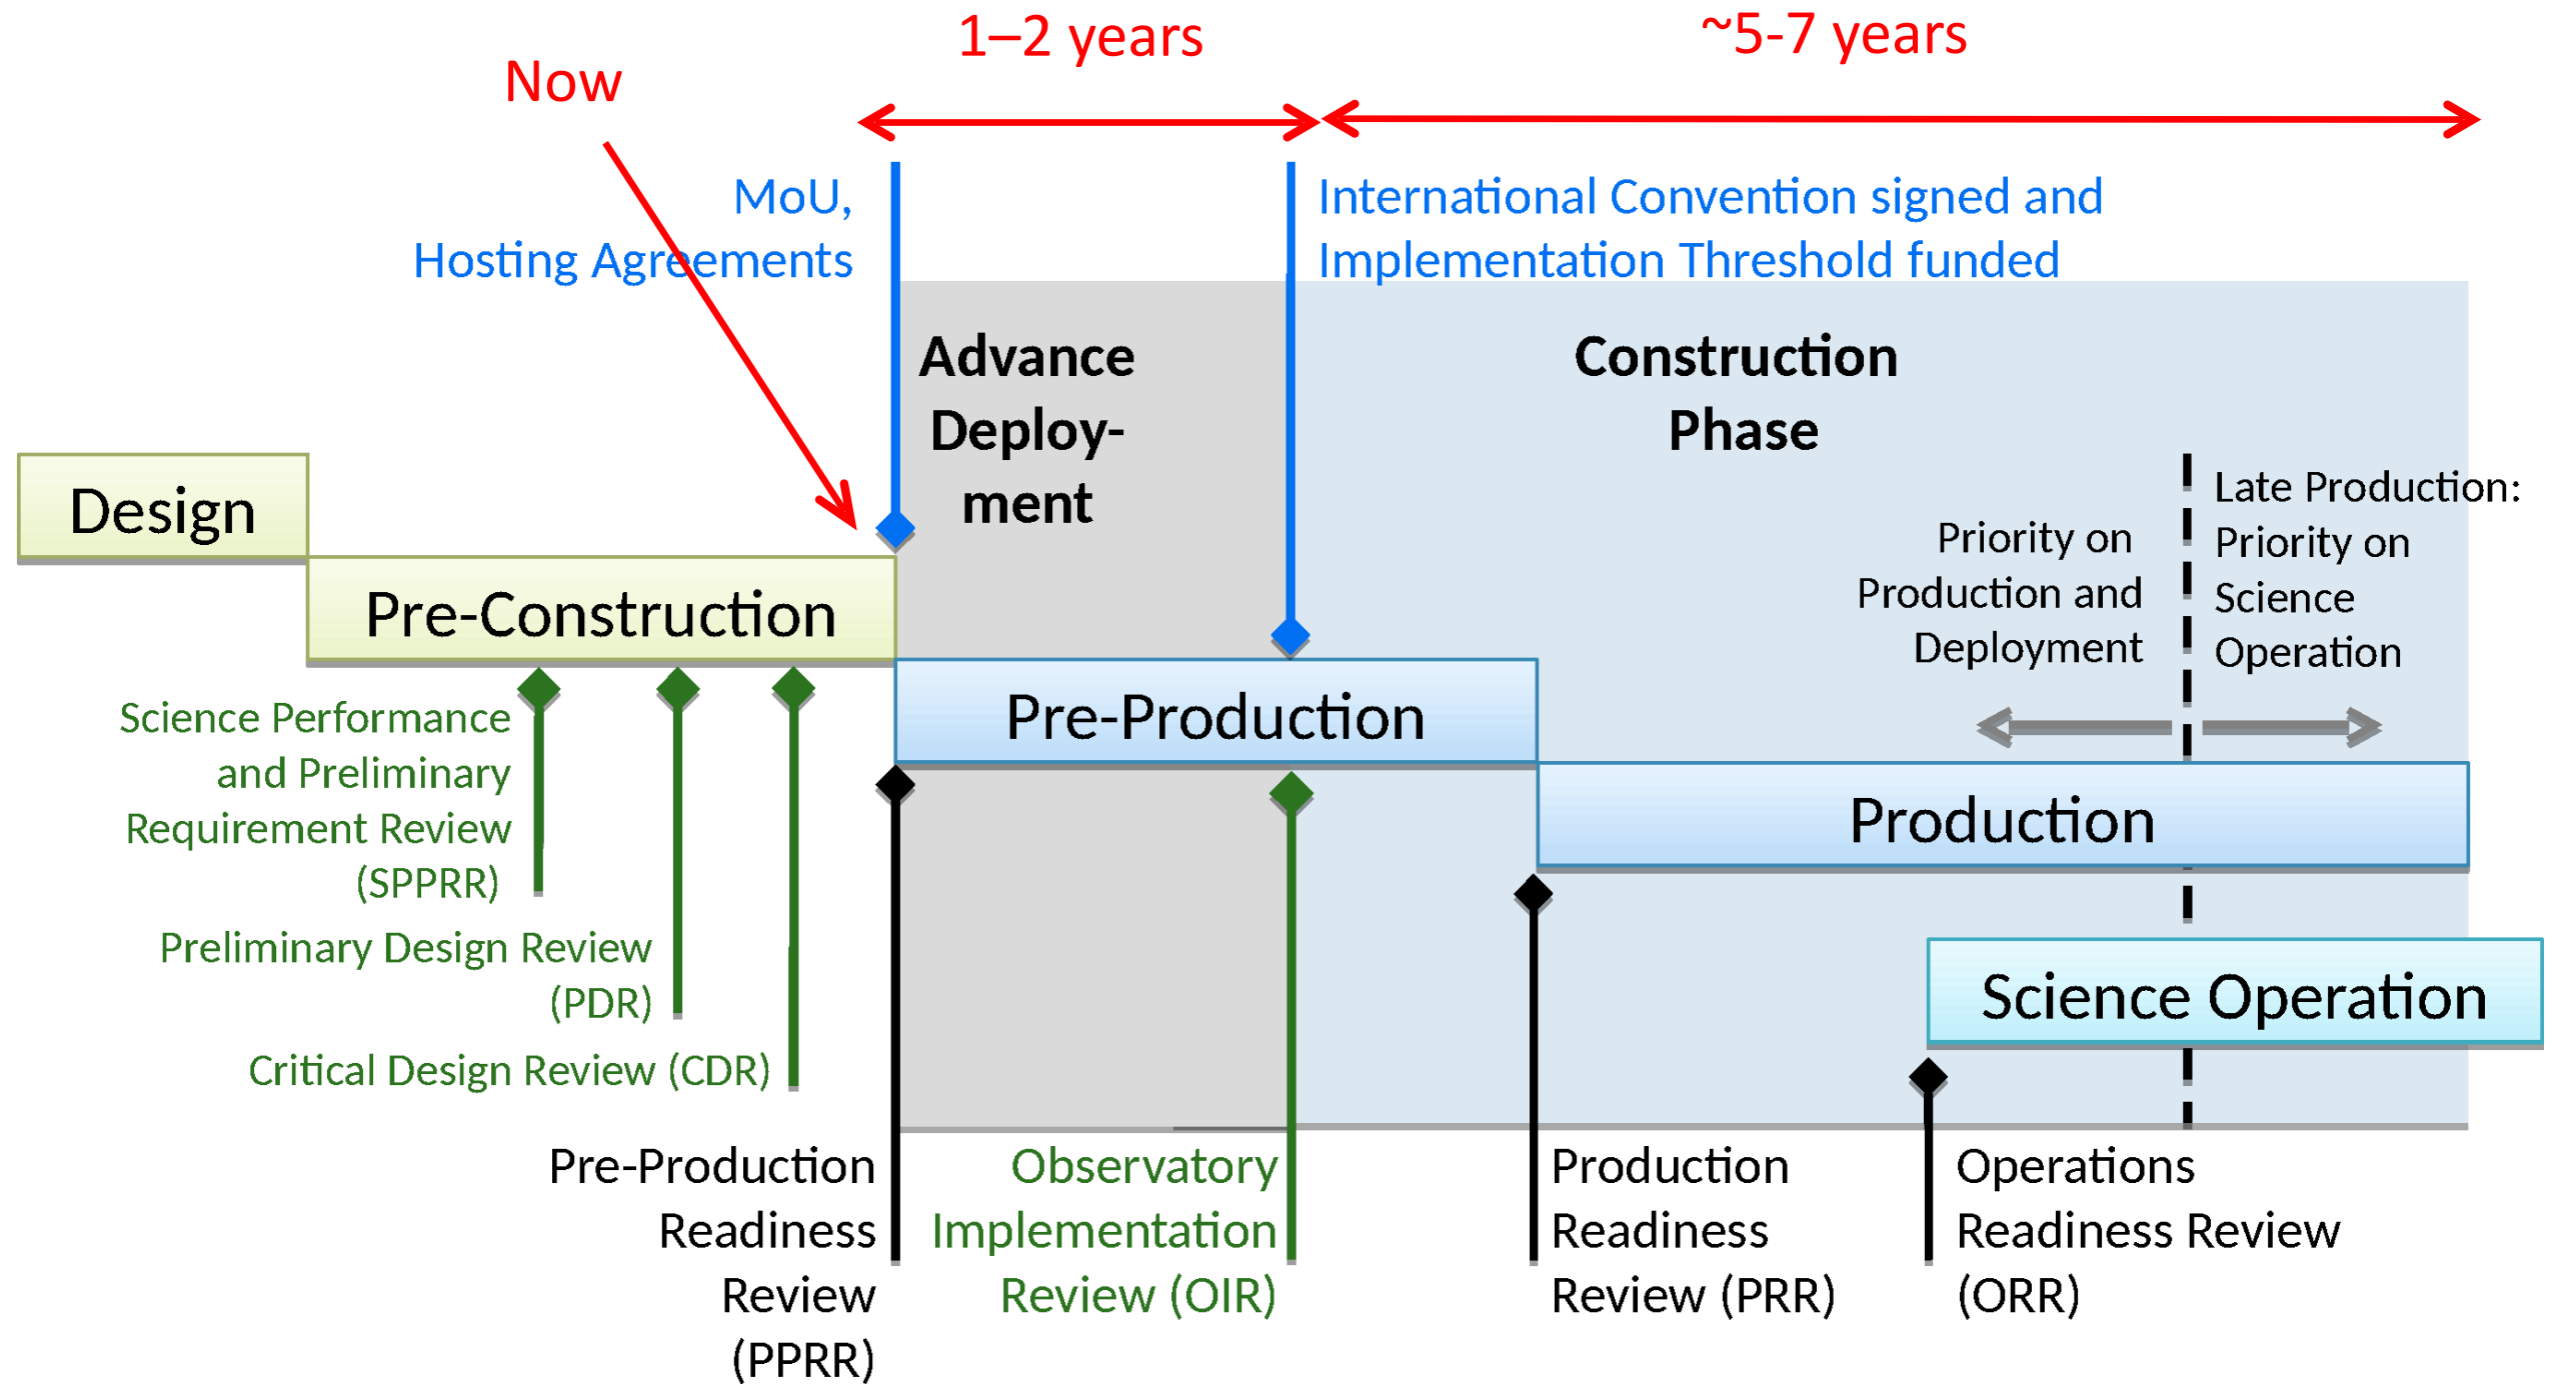 1–2 years
~5-7 years
Now
MoU,
Hosting Agreements
International Convention signed and
Implementation Threshold funded
Advance
Deploy-
ment
Construction
Phase
Design
Pre-Construction
Pre-Production
Production
Science Operation
Priority on
Production and
Deployment
Late Production:
Priority on
Science
Operation
Science Performance
and Preliminary
Requirement Review
(SPPRR)
Preliminary Design Review
(PDR)
Critical Design Review (CDR)
Pre-Production
Readiness
Review
(PPRR)
Observatory
Implementation
Review (OIR)
Production
Readiness
Review (PRR)
Operations
Readiness Review
(ORR)